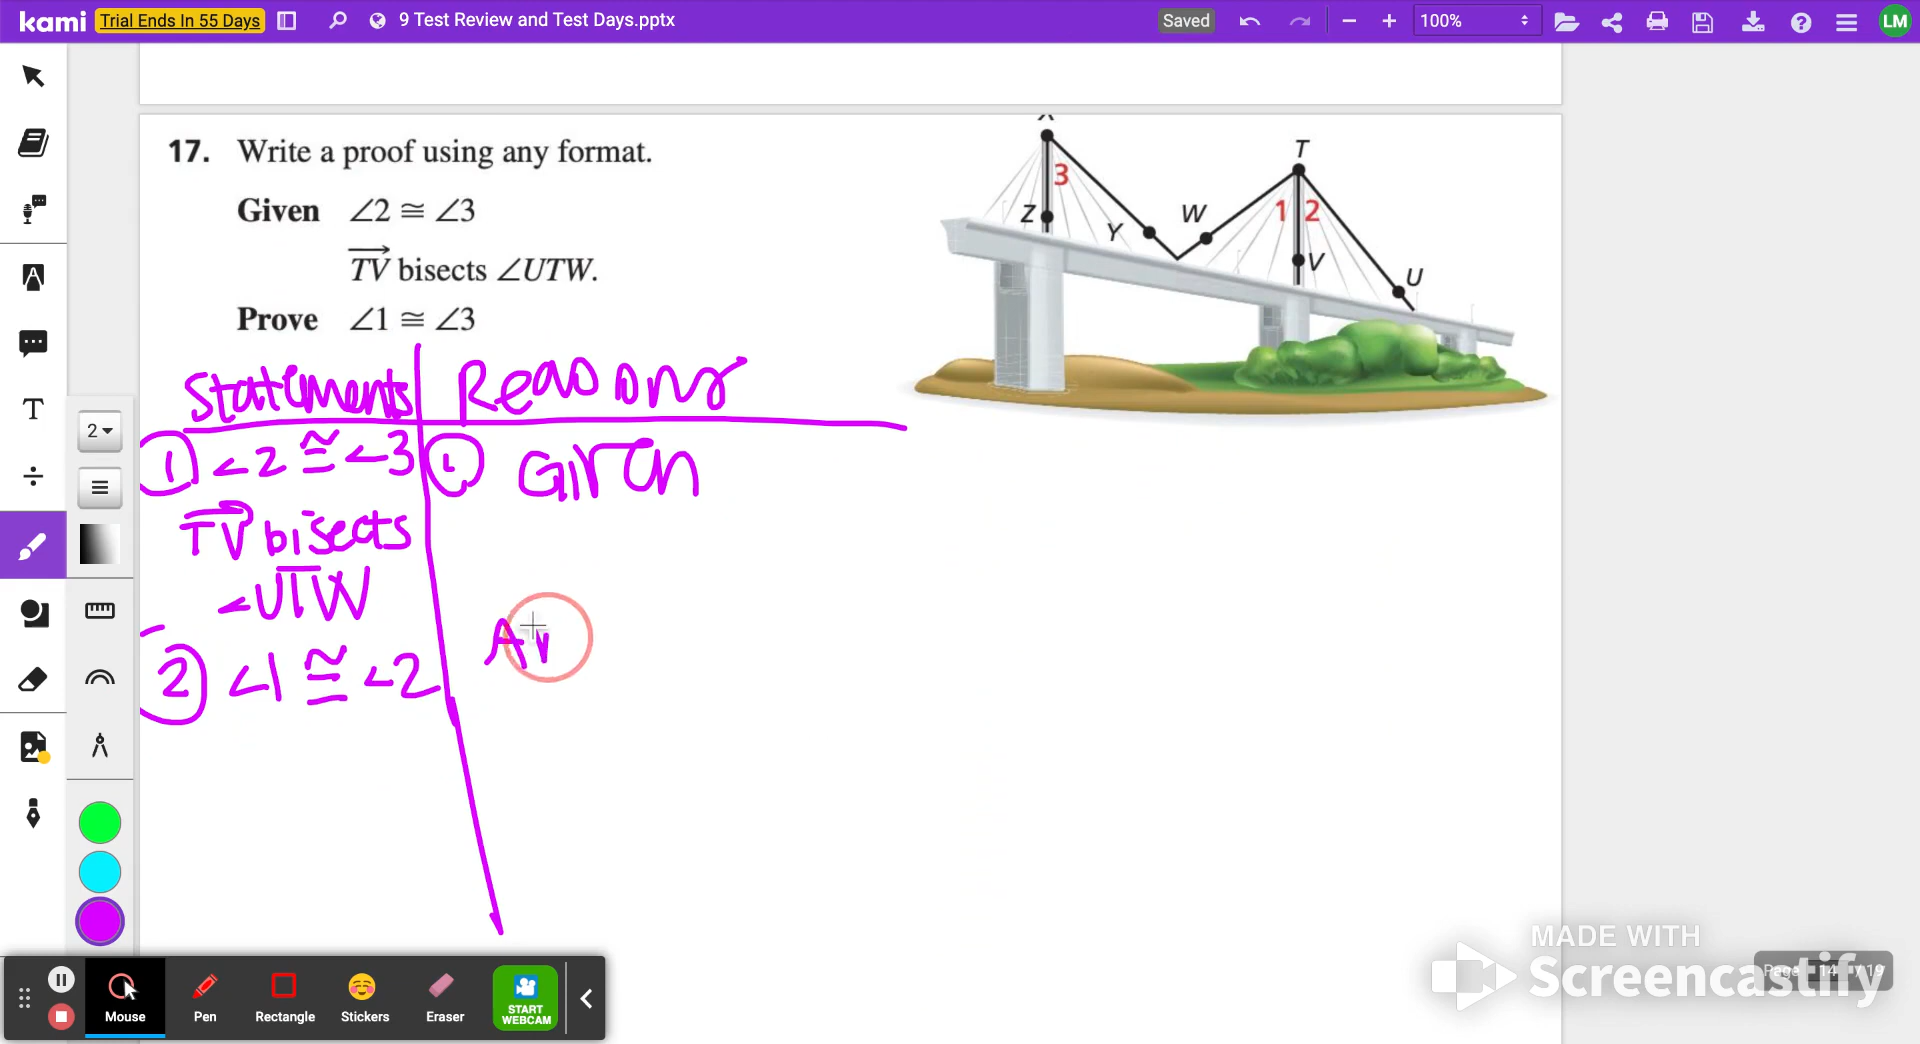 kami Trial Ends In 55 Days 9 Test Review and Test Days.pptx Saved 100% LM
17. Write a proof using any format.
Given ∠2 ≅ ∠3
TV bisects ∠UTW.
Prove ∠1 ≅ ∠3
T
3
Z
Y
W
1 2
V
U
Statements Reasons
① <2 ≅ <3 ① Given
TV bisects
<UTW
② <1 ≅ <2
T
2
MADE WITH
Screencastify
Page 14 / 19
Mouse Pen Rectangle Stickers Eraser START WEBCAM